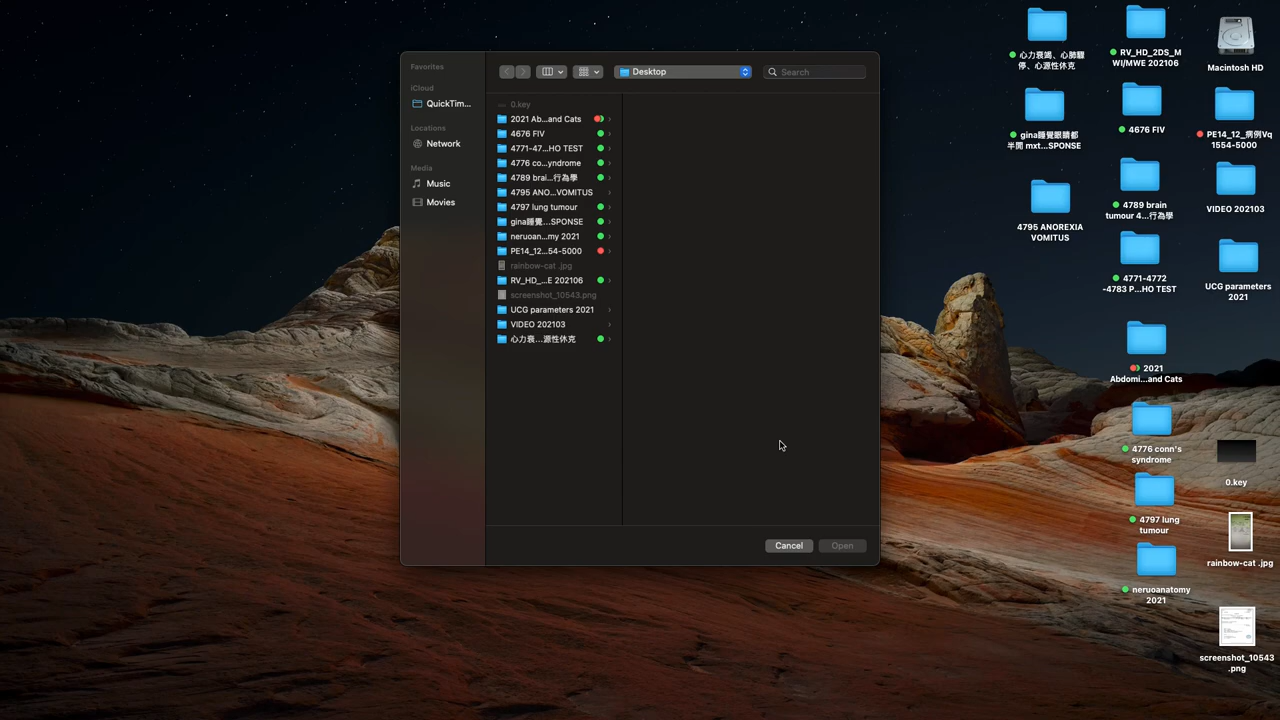 Favorites
iCloud
QuickTim...
Locations
Network
Media
Music
Movies
Desktop
Search
0.key
2021 Ab...and Cats
4676 FIV
4771-47...HO TEST
4776 co...yndrome
4789 brai...行為學
4795 ANO...VOMITUS
4797 lung tumour
gina睡覺...SPONSE
neruoan...my 2021
PE14_12...54-5000
rainbow-cat .jpg
RV_HD_...E 202106
screenshot_10543.png
UCG parameters 2021
VIDEO 202103
心力衰...源性休克
Cancel
Open
心力衰竭、心肺驟
停、心源性休克
RV_HD_2DS_M
WI/MWE 202106
Macintosh HD
gina睡覺眼睛都
半開 mxt...SPONSE
4676 FIV
PE14_12_病例Vq
1554-5000
4795 ANOREXIA
VOMITUS
4789 brain
tumour 4...行為學
VIDEO 202103
4771-4772
-4783 P...HO TEST
UCG parameters
2021
2021
Abdomi...and Cats
4776 conn's
syndrome
0.key
4797 lung
tumour
rainbow-cat .jpg
neruoanatomy
2021
screenshot_10543
.png